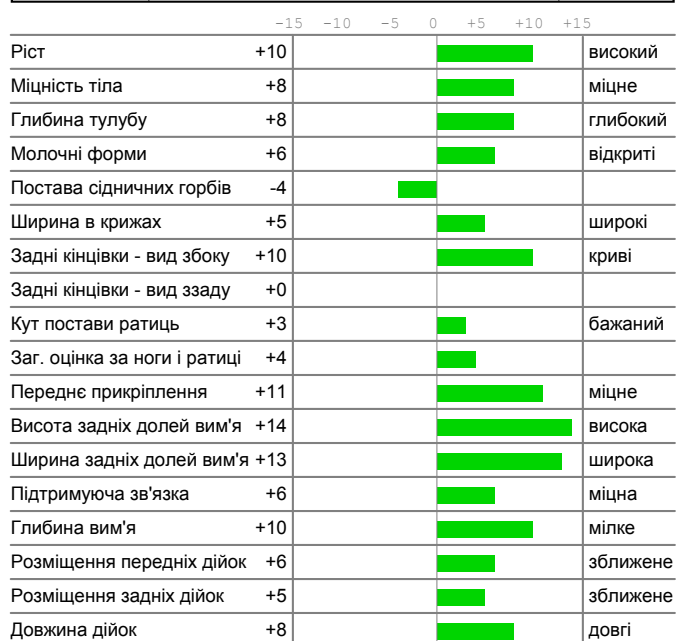 -15 -10 -5 0 +5 +10 +15
Ріст +10 високий
Міцність тіла +8 міцне
Глибина тулубу +8 глибокий
Молочні форми +6 відкриті
Постава сідничних горбів -4
Ширина в крижах +5 широкі
Задні кінцівки - вид збоку +10 криві
Задні кінцівки - вид ззаду +0
Кут постави ратиць +3 бажаний
Заг. оцінка за ноги і ратиці +4
Переднє прикріплення +11 міцне
Висота задніх долей вим'я +14 висока
Ширина задніх долей вим'я +13 широка
Підтримуюча зв'язка +6 міцна
Глибина вим'я +10 мілке
Розміщення передніх дійок +6 зближене
Розміщення задніх дійок +5 зближене
Довжина дійок +8 довгі